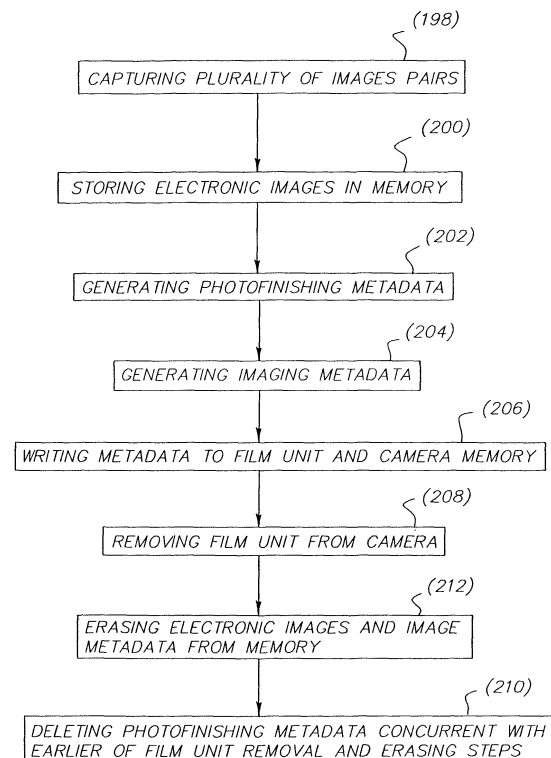 (198)
CAPTURING PLURALITY OF IMAGES PAIRS
(200)
STORING ELECTRONIC IMAGES IN MEMORY
(202)
GENERATING PHOTOFINISHING METADATA
(204)
GENERATING IMAGING METADATA
(206)
WRITING METADATA TO FILM UNIT AND CAMERA MEMORY
(208)
REMOVING FILM UNIT FROM CAMERA
(212)
ERASING ELECTRONIC IMAGES AND IMAGE
METADATA FROM MEMORY
(210)
DELETING PHOTOFINISHING METADATA CONCURRENT WITH
EARLIER OF FILM UNIT REMOVAL AND ERASING STEPS